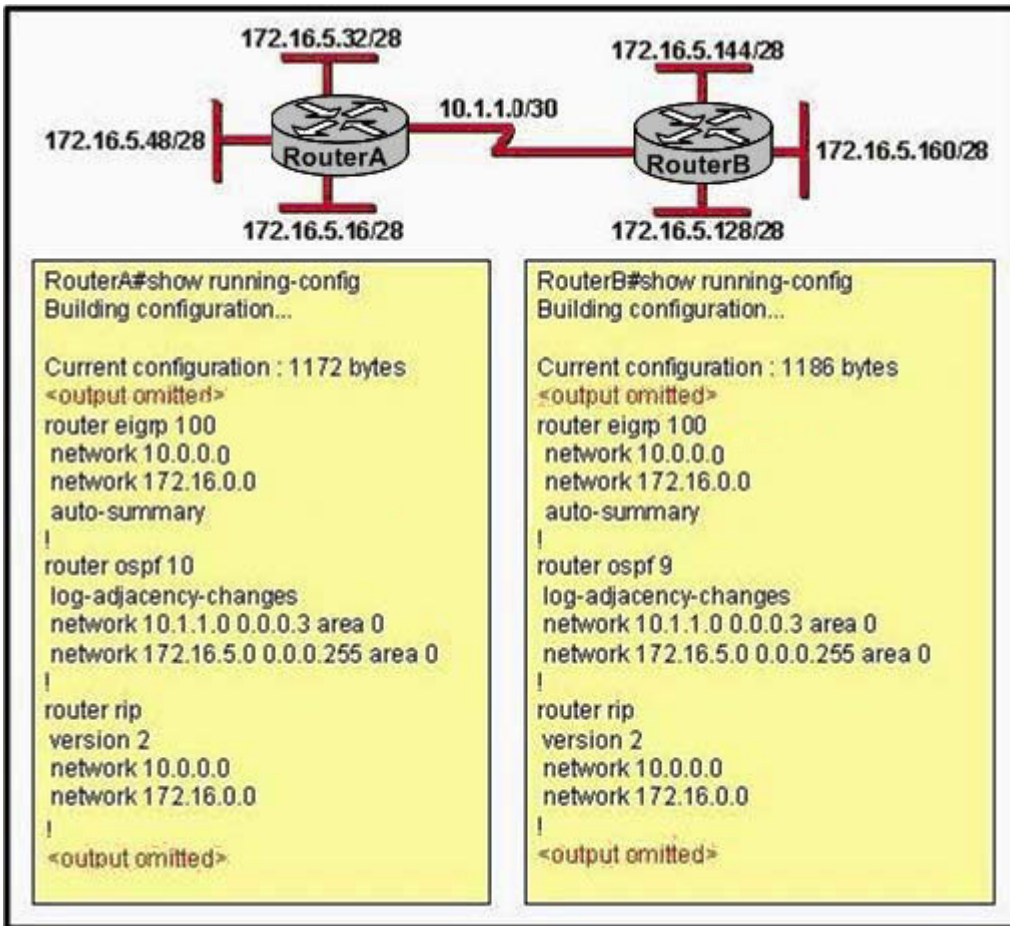 172.16.5.32/28
172.16.5.144/28
10.1.1.0/30
172.16.5.48/28
RouterA
RouterB
172.16.5.160/28
172.16.5.16/28
172.16.5.128/28
RouterA#show running-config
Building configuration...
Current configuration : 1172 bytes
<output omitted>
router eigrp 100
network 10.0.0.0
network 172.16.0.0
auto-summary
!
router ospf 10
log-adjacency-changes
network 10.1.1.0 0.0.0.3 area 0
network 172.16.5.0 0.0.0.255 area 0
!
router rip
version 2
network 10.0.0.0
network 172.16.0.0
!
<output omitted>
RouterB#show running-config
Building configuration...
Current configuration : 1186 bytes
<output omitted>
router eigrp 100
network 10.0.0.0
network 172.16.0.0
auto-summary
!
router ospf 9
log-adjacency-changes
network 10.1.1.0 0.0.0.3 area 0
network 172.16.5.0 0.0.0.255 area 0
!
router rip
version 2
network 10.0.0.0
network 172.16.0.0
!
<output omitted>